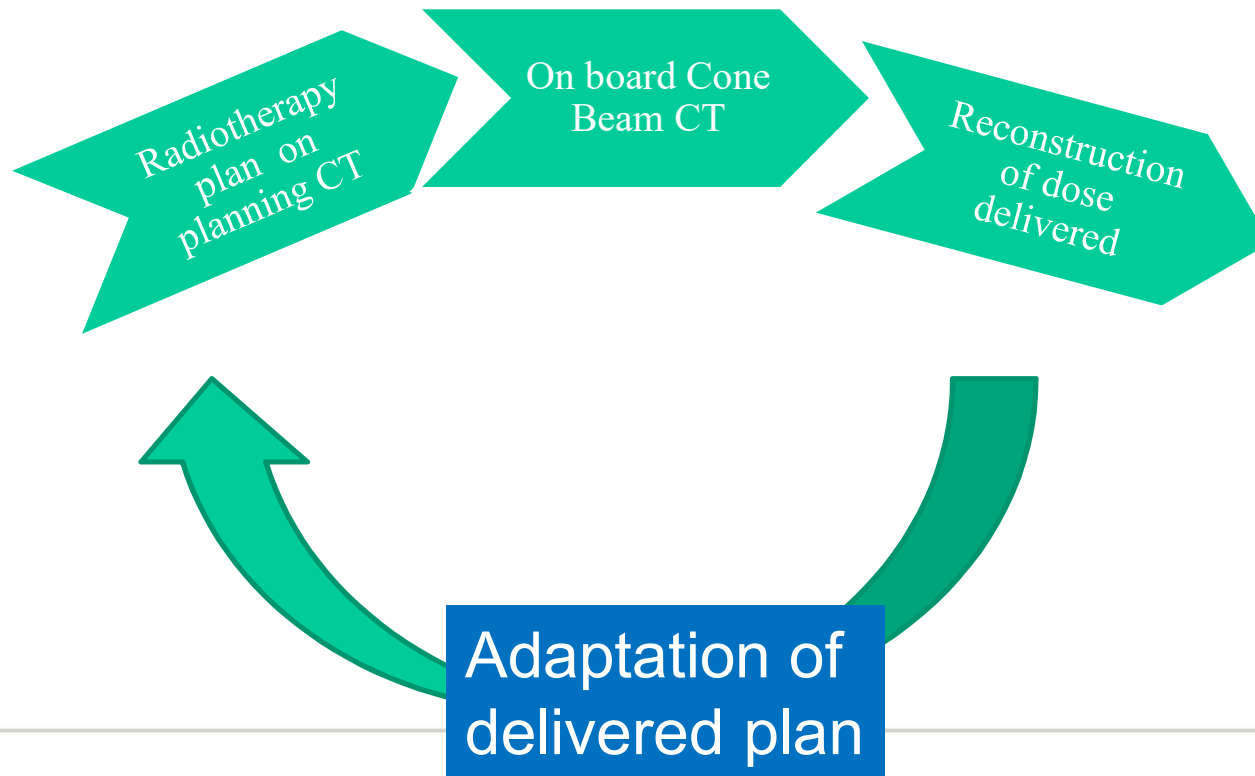 Radiotherapy
plan on
planning CT
On board Cone
Beam CT
Reconstruction
of dose
delivered
Adaptation of
delivered plan